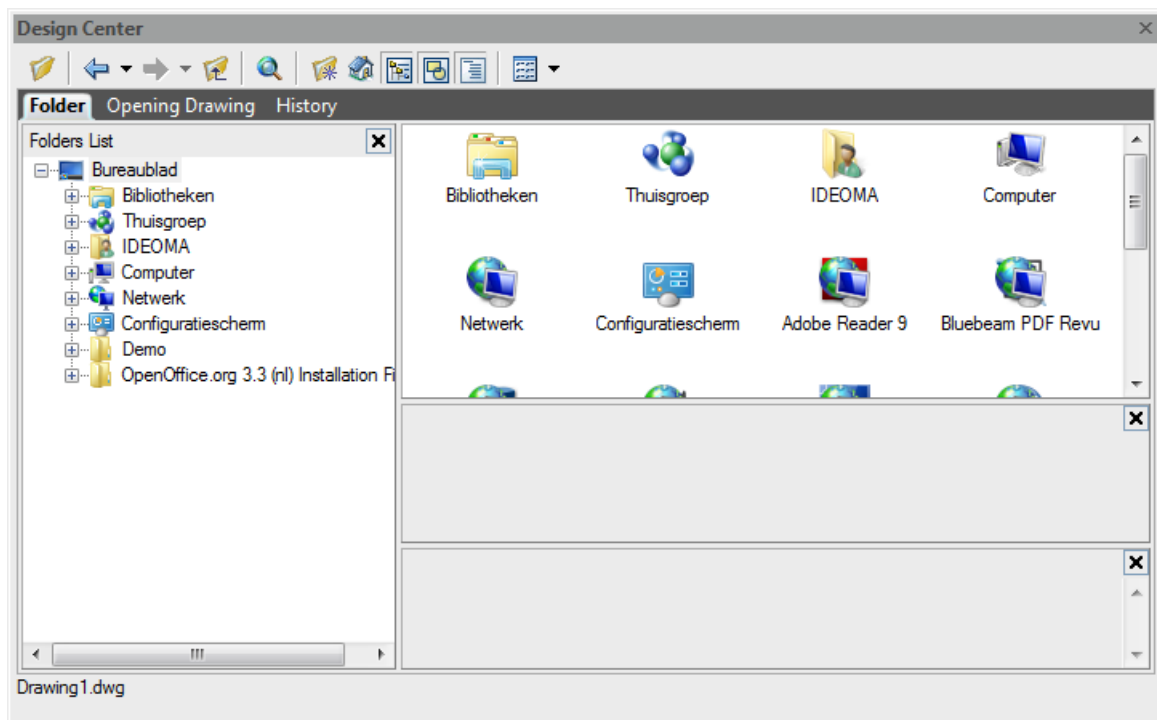 Design Center
Folder Opening Drawing History
Folders List
Bureaublad
Bibliotheken
Thuisgroep
IDEOMA
Computer
Netwerk
Configuratiescherm
Demo
OpenOffice.org 3.3 (nl) Installation Fi
Bibliotheken Thuisgroep IDEOMA Computer
Netwerk Configuratiescherm Adobe Reader 9 Bluebeam PDF Revu
Drawing1.dwg